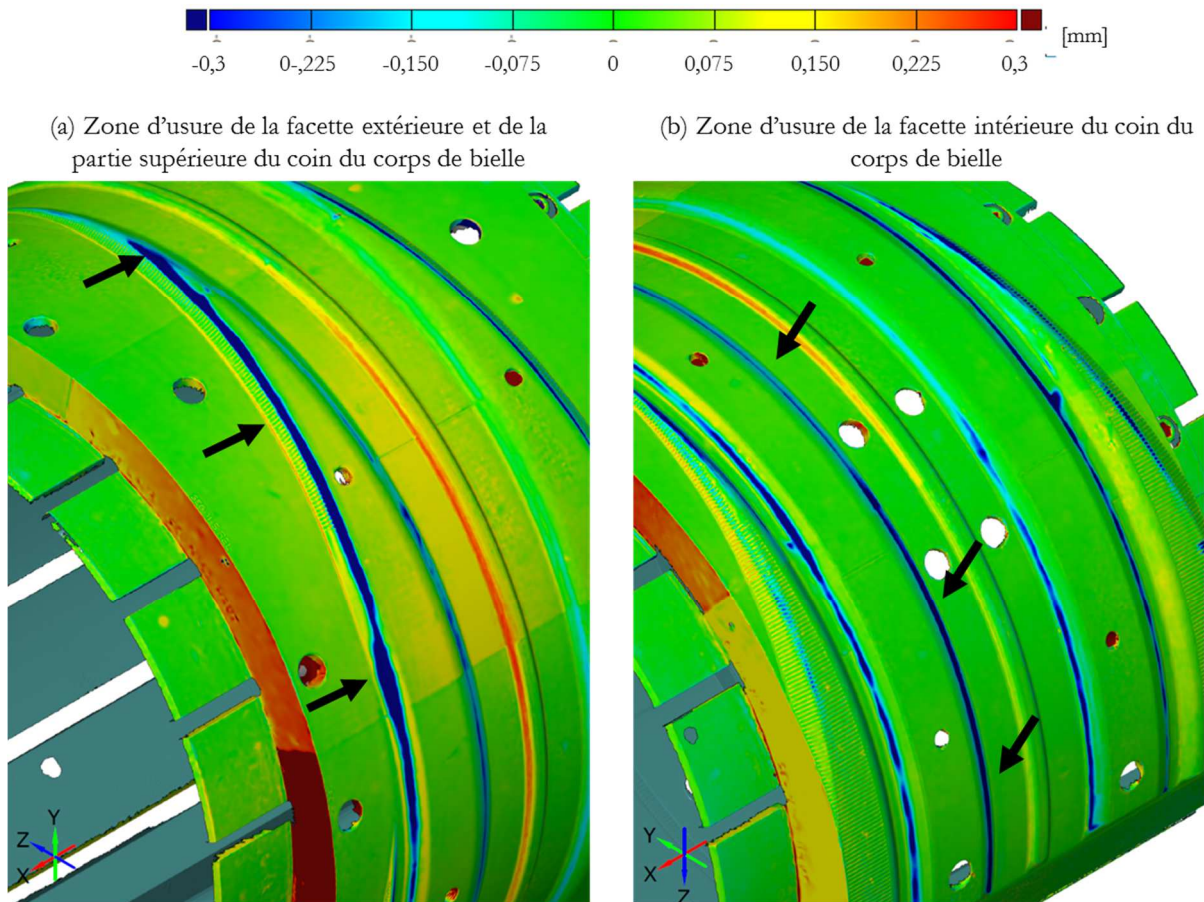 [mm]
-0,3 0-,225 -0,150 -0,075 0 0,075 0,150 0,225 0,3
(a) Zone d’usure de la facette extérieure et de la
partie supérieure du coin du corps de bielle
(b) Zone d’usure de la facette intérieure du coin du
corps de bielle
Y
Z
X
Y
X
Z